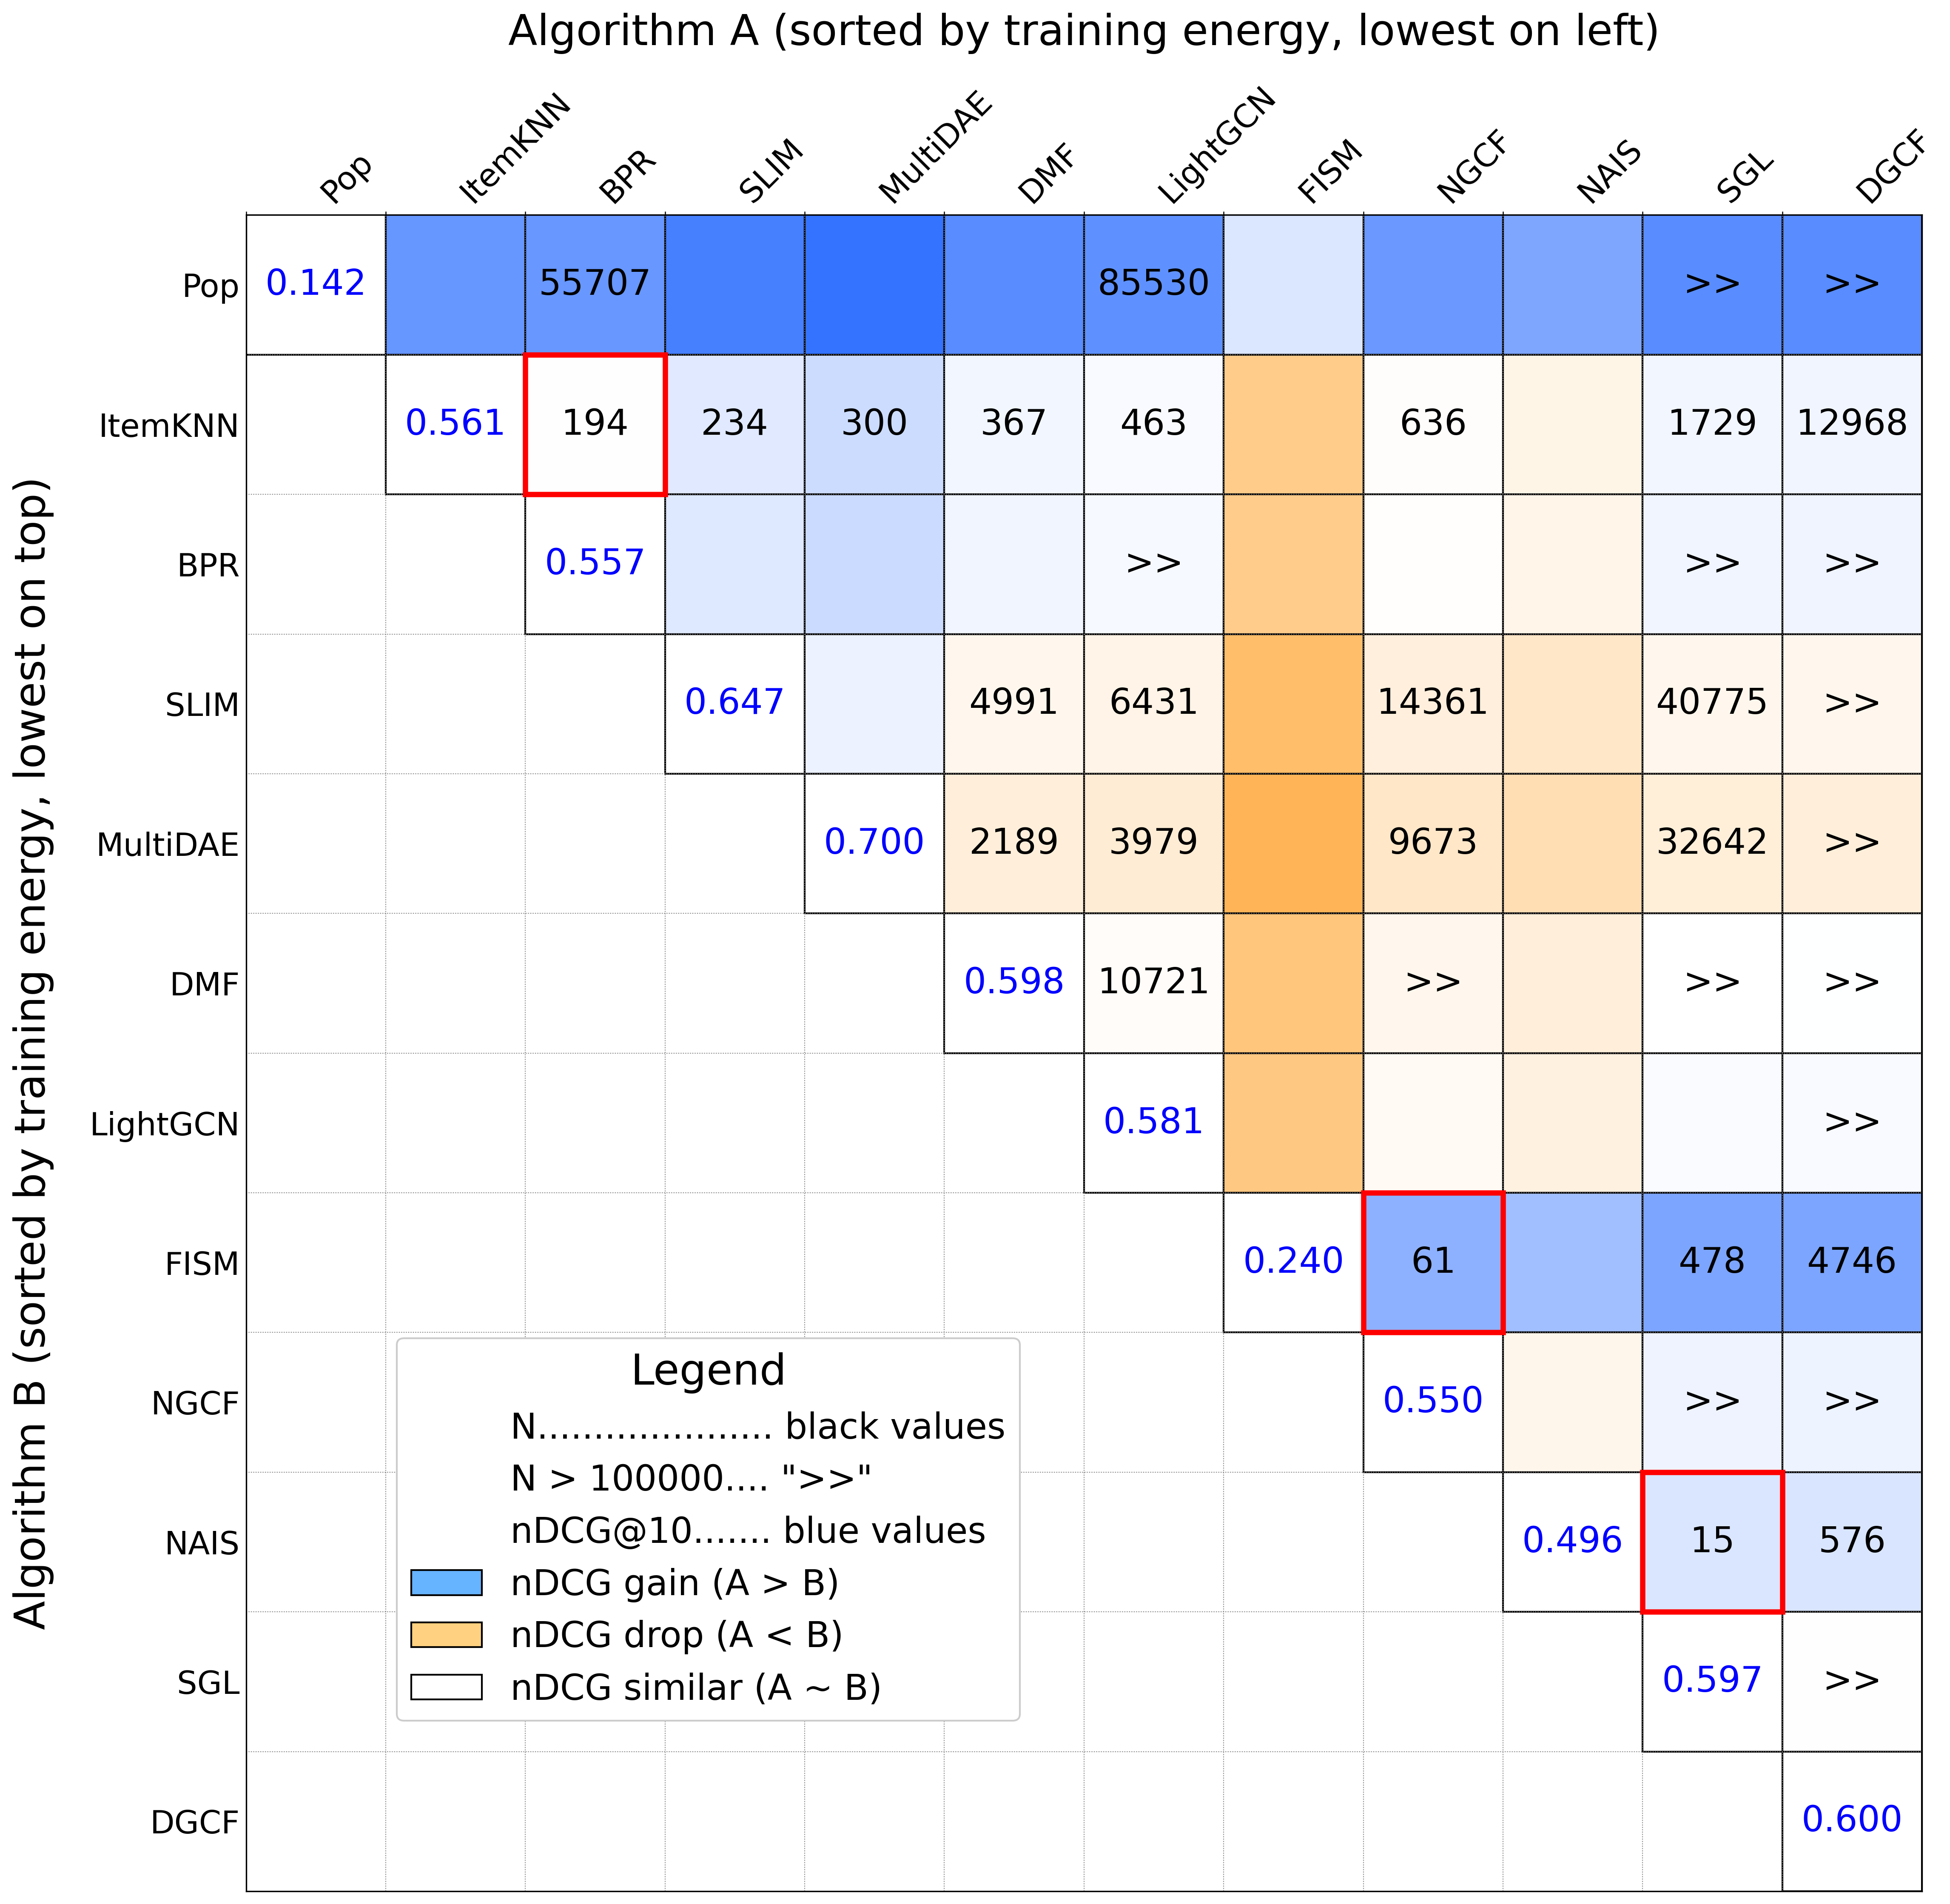 Algorithm A (sorted by training energy, lowest on left)
Pop ItemKNN BPR SLIM MultiDAE DMF LightGCN FISM NGCF NAIS SGL DGCF
Algorithm B (sorted by training energy, lowest on top)
Pop 0.142 55707 85530 >> >>
ItemKNN 0.561 194 234 300 367 463 636 1729 12968
BPR 0.557 >> >> >>
SLIM 0.647 4991 6431 14361 40775 >>
MultiDAE 0.700 2189 3979 9673 32642 >>
DMF 0.598 10721 >> >> >>
LightGCN 0.581 >>
FISM 0.240 61 478 4746
NGCF 0.550 >> >>
NAIS 0.496 15 576
SGL 0.597 >>
DGCF 0.600
Legend
N..................... black values
N > 100000.... ">>"
nDCG@10....... blue values
nDCG gain (A > B)
nDCG drop (A < B)
nDCG similar (A ~ B)